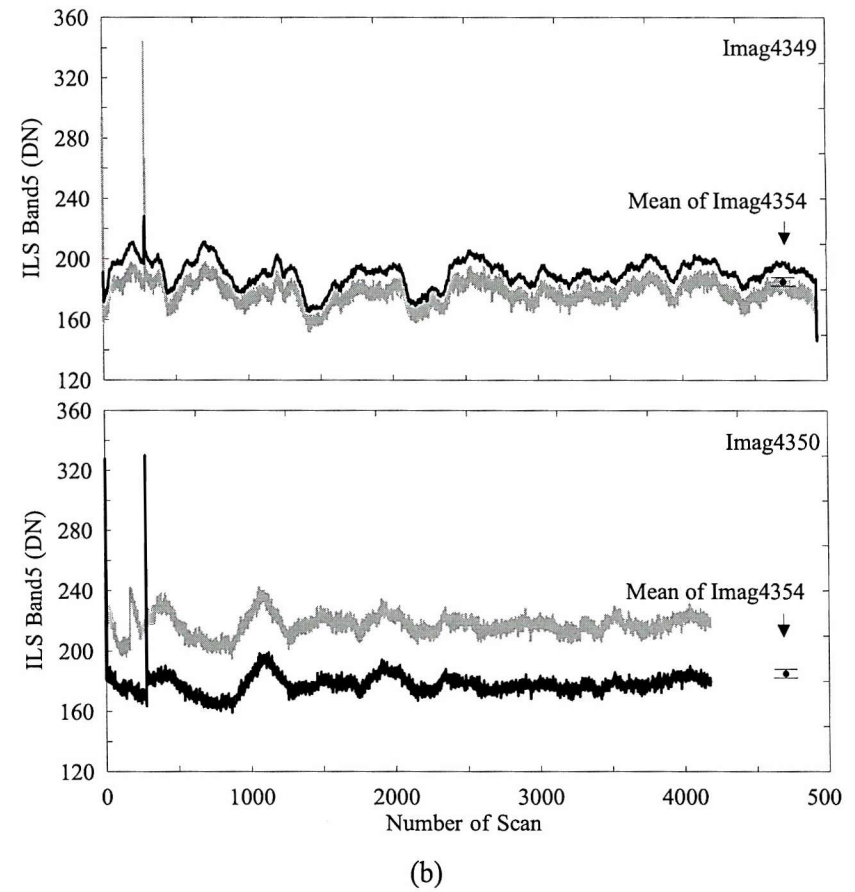 360
320
280
240
200
160
120
ILS Band5 (DN)
Imag4349
Mean of Imag4354
360
320
280
240
200
160
120
ILS Band5 (DN)
Imag4350
Mean of Imag4354
0 1000 2000 3000 4000 500
Number of Scan
(b)